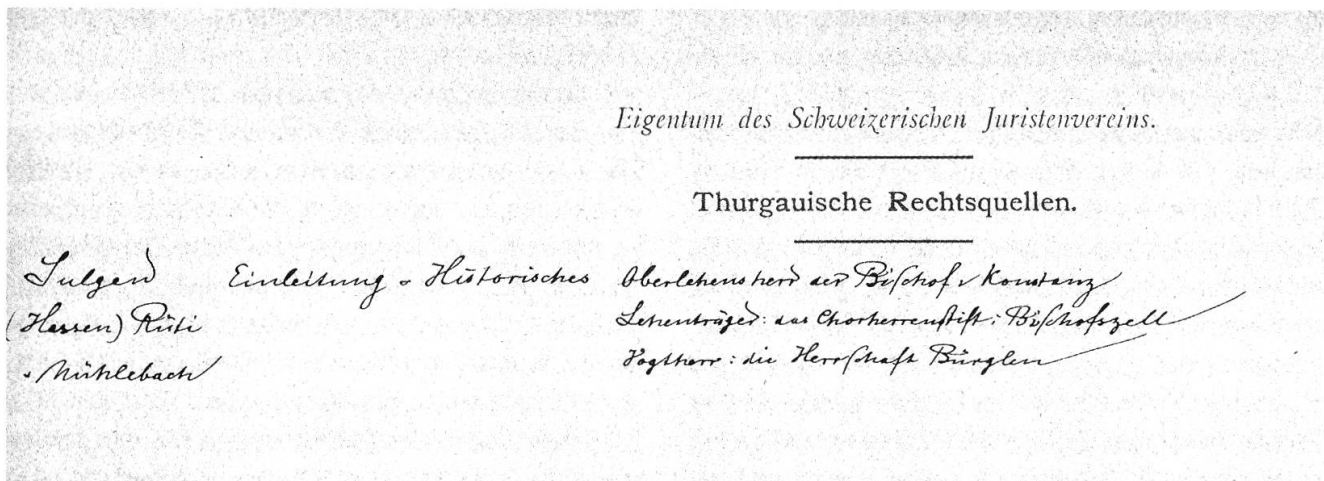 Eigentum des Schweizerischen Juristenvereins.
Thurgauische Rechtsquellen.
Sulgen Einleitung u Historisches Oberlehensherr der Bischof v Konstanz
(Hessen) Rüti Lehenträger: das Chorherrenstift i Bischofszell
u Mühlebach Vogtherr: die Herrschaft Bürglen